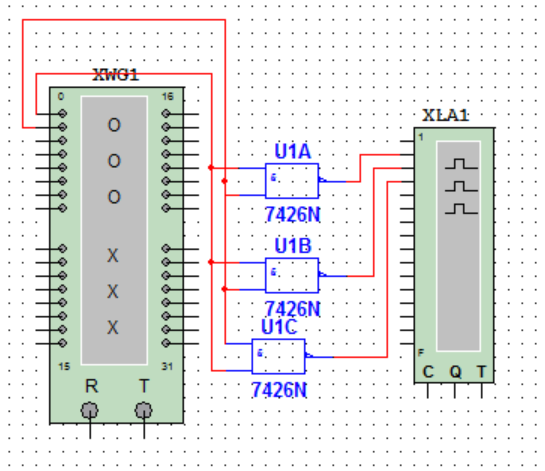 XWG1
0 16
O
O
O
X
X
X
15 31
R T
U1A
&
7426N
U1B
&
7426N
U1C
&
7426N
XLA1
1
F
C Q T